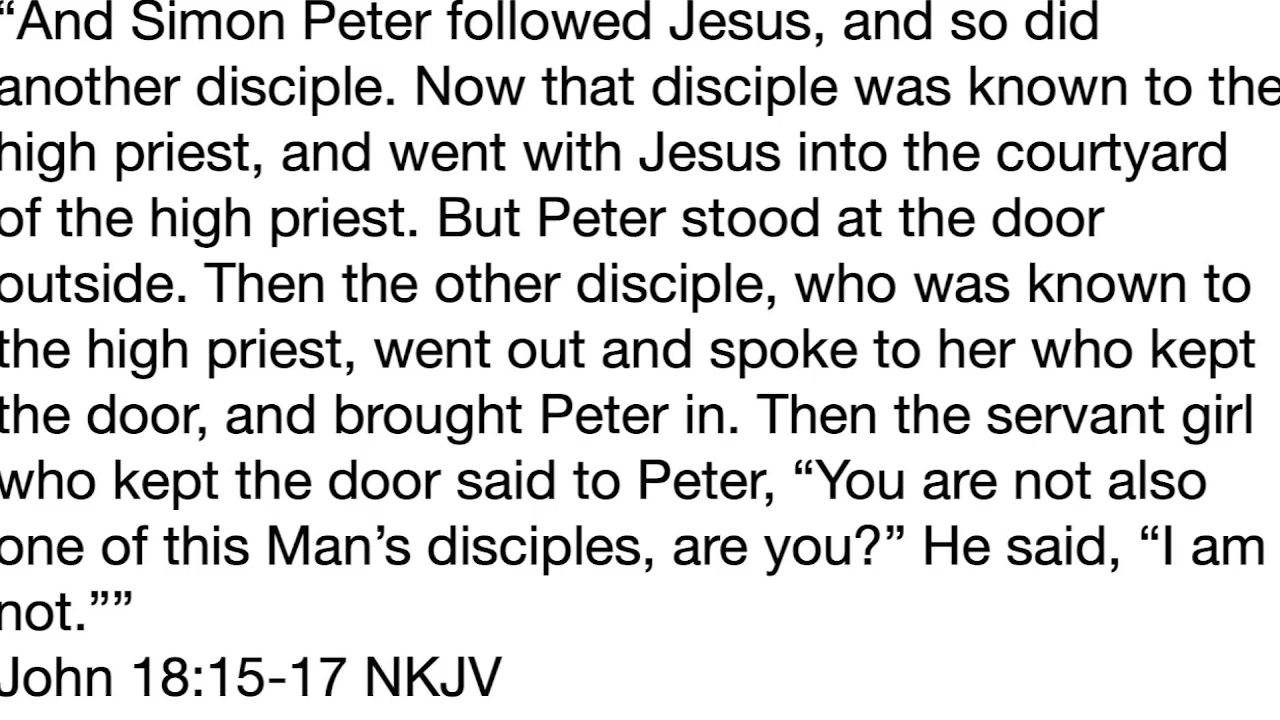 “And Simon Peter followed Jesus, and so did
another disciple. Now that disciple was known to the
high priest, and went with Jesus into the courtyard
of the high priest. But Peter stood at the door
outside. Then the other disciple, who was known to
the high priest, went out and spoke to her who kept
the door, and brought Peter in. Then the servant girl
who kept the door said to Peter, “You are not also
one of this Man’s disciples, are you?” He said, “I am
not.””
John 18:15-17 NKJV